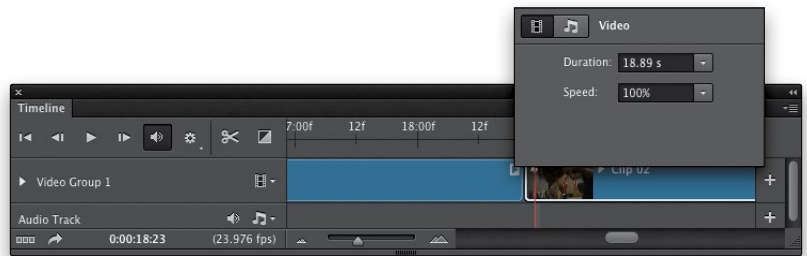 Video
Duration: 18.89 s
Speed: 100%
Timeline
7:00f 12f 18:00f 12f
Video Group 1
Clip 02
Audio Track
0:00:18:23 (23.976 fps)